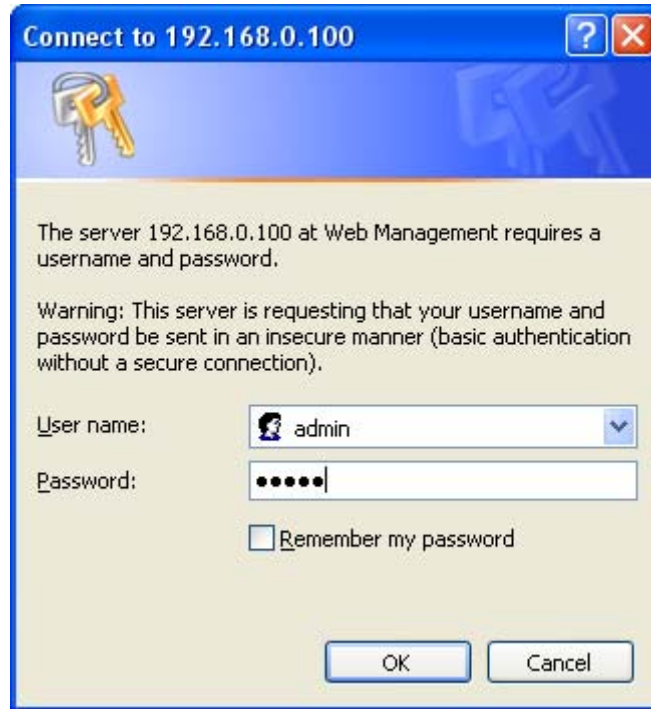 Connect to 192.168.0.100
The server 192.168.0.100 at Web Management requires a
username and password.
Warning: This server is requesting that your username and
password be sent in an insecure manner (basic authentication
without a secure connection).
User name:
admin
Password:
•••••
Remember my password
OK
Cancel